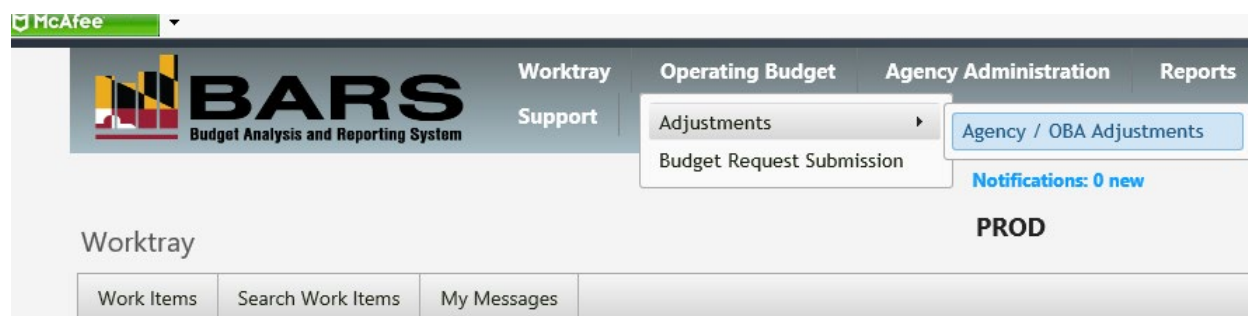 McAfee
BARS
Budget Analysis and Reporting System
Worktray Operating Budget Agency Administration Reports
Support
Adjustments Agency / OBA Adjustments
Budget Request Submission
Notifications: 0 new
PROD
Worktray
Work Items Search Work Items My Messages